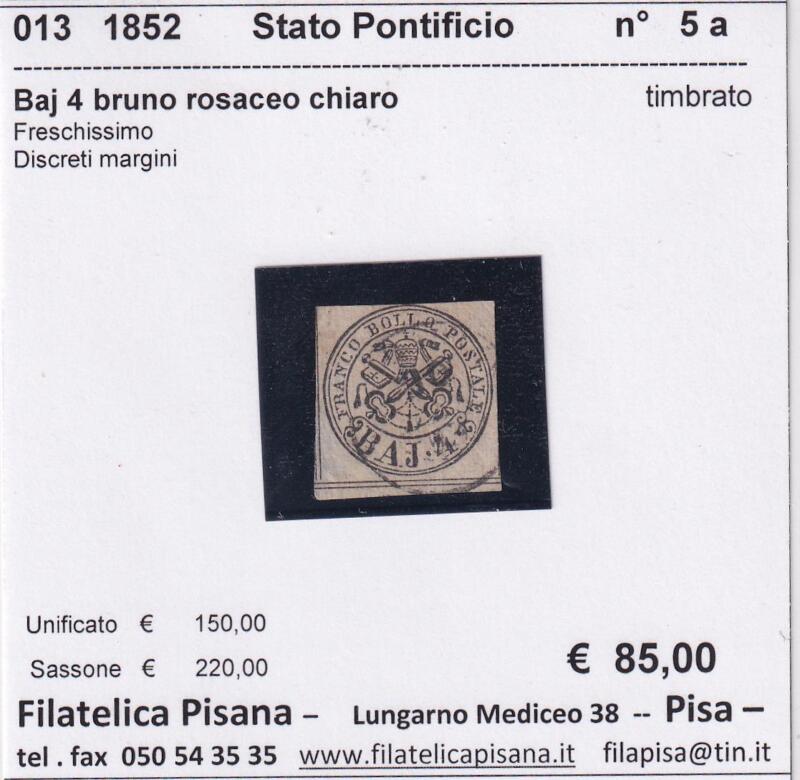 013 1852 Stato Pontificio n° 5 a
Baj 4 bruno rosaceo chiaro timbrato
Freschissimo
Discreti margini
FRANCO BOLLO POSTALE
BAJ. 4
Unificato € 150,00
€ 85,00
Sassone € 220,00
Filatelica Pisana – Lungarno Mediceo 38 -- Pisa –
tel . fax 050 54 35 35 www.filatelicapisana.it filapisa@tin.it